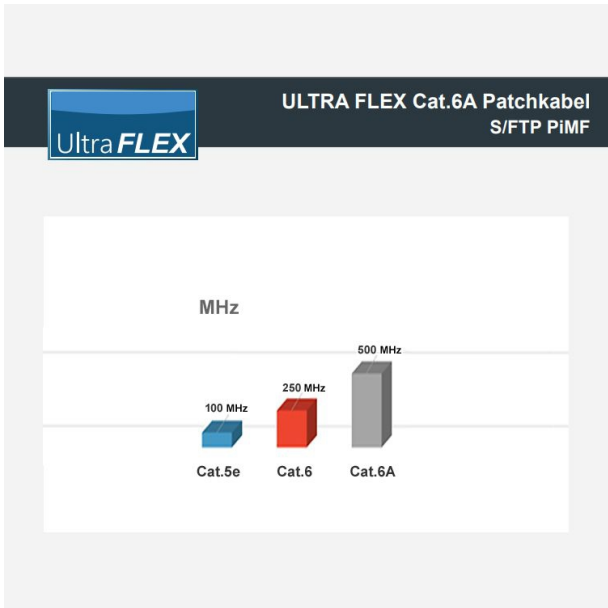 ULTRA FLEX Cat.6A Patchkabel
S/FTP PiMF
Ultra FLEX
MHz
500 MHz
250 MHz
100 MHz
Cat.5e
Cat.6
Cat.6A